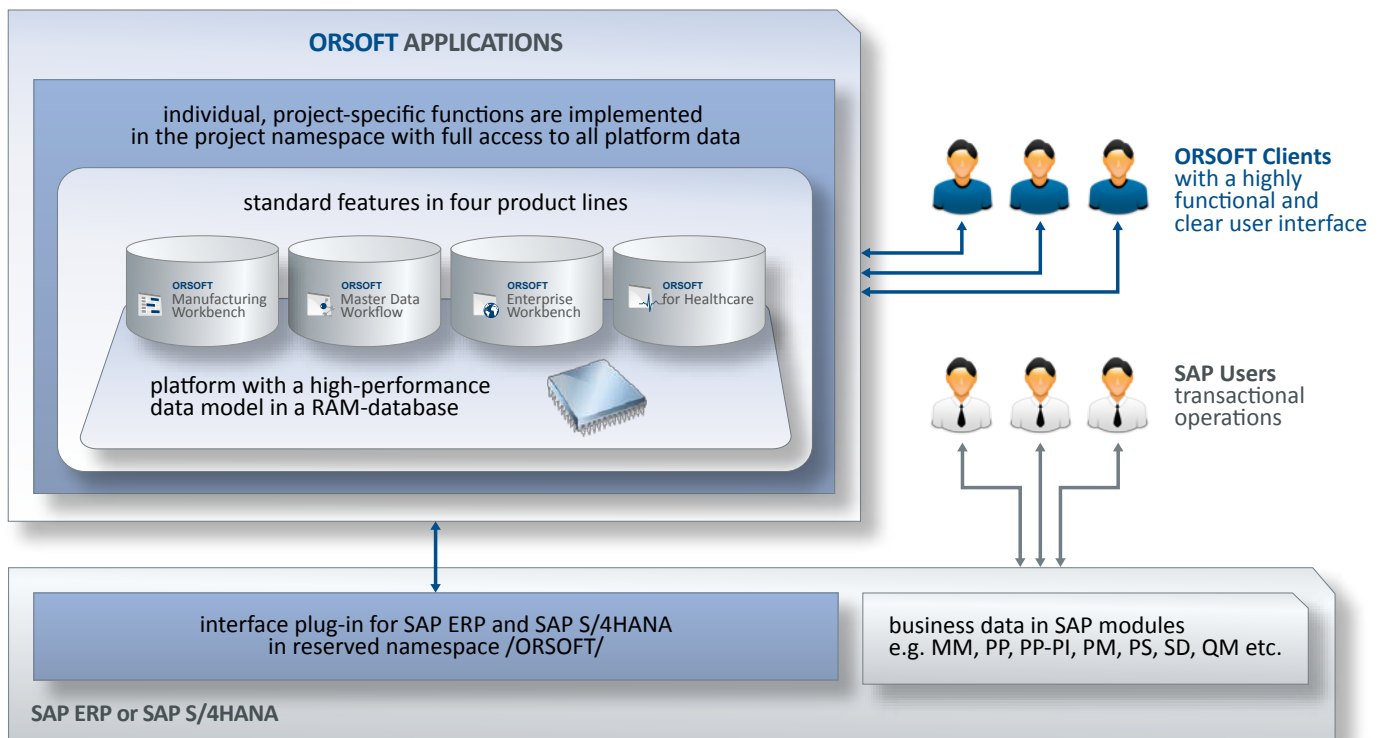 ORSOFT APPLICATIONS
individual, project-specific functions are implemented
in the project namespace with full access to all platform data
standard features in four product lines
ORSOFT
Manufacturing
Workbench
ORSOFT
Master Data
Workflow
ORSOFT
Enterprise
Workbench
ORSOFT
for Healthcare
platform with a high-performance
data model in a RAM-database
ORSOFT Clients
with a highly
functional and
clear user interface
SAP Users
transactional
operations
interface plug-in for SAP ERP and SAP S/4HANA
in reserved namespace /ORSOFT/
business data in SAP modules
e.g. MM, PP, PP-PI, PM, PS, SD, QM etc.
SAP ERP or SAP S/4HANA